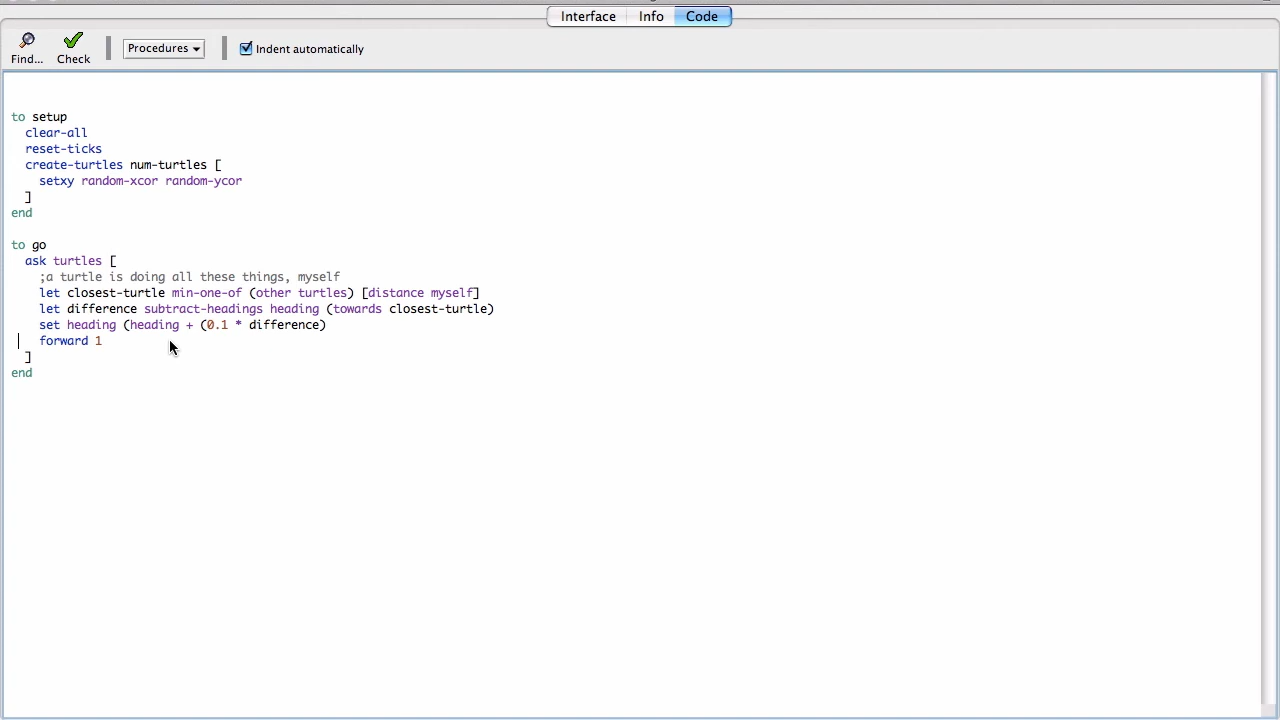 Interface Info Code
Find... Check Procedures Indent automatically
to setup
clear-all
reset-ticks
create-turtles num-turtles [
setxy random-xcor random-ycor
]
end
to go
ask turtles [
;a turtle is doing all these things, myself
let closest-turtle min-one-of (other turtles) [distance myself]
let difference subtract-headings heading (towards closest-turtle)
set heading (heading + (0.1 * difference)
forward 1
]
end